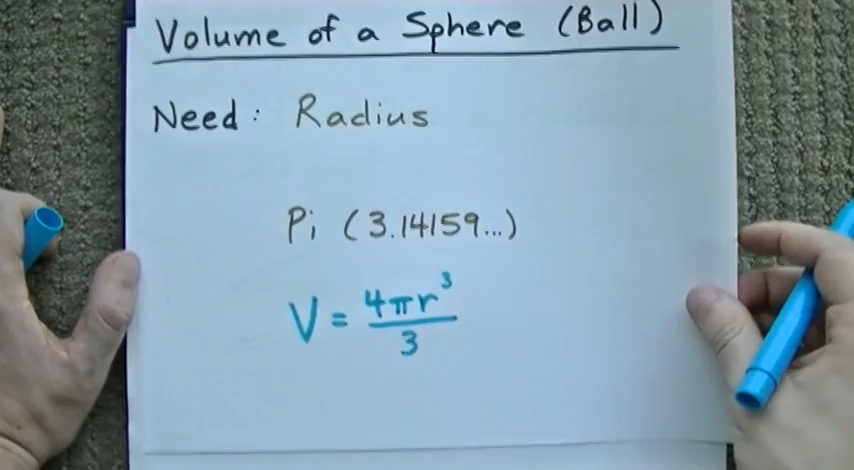 Volume of a Sphere (Ball)
Need: Radius
Pi (3.14159...)
V = 4πr³/3